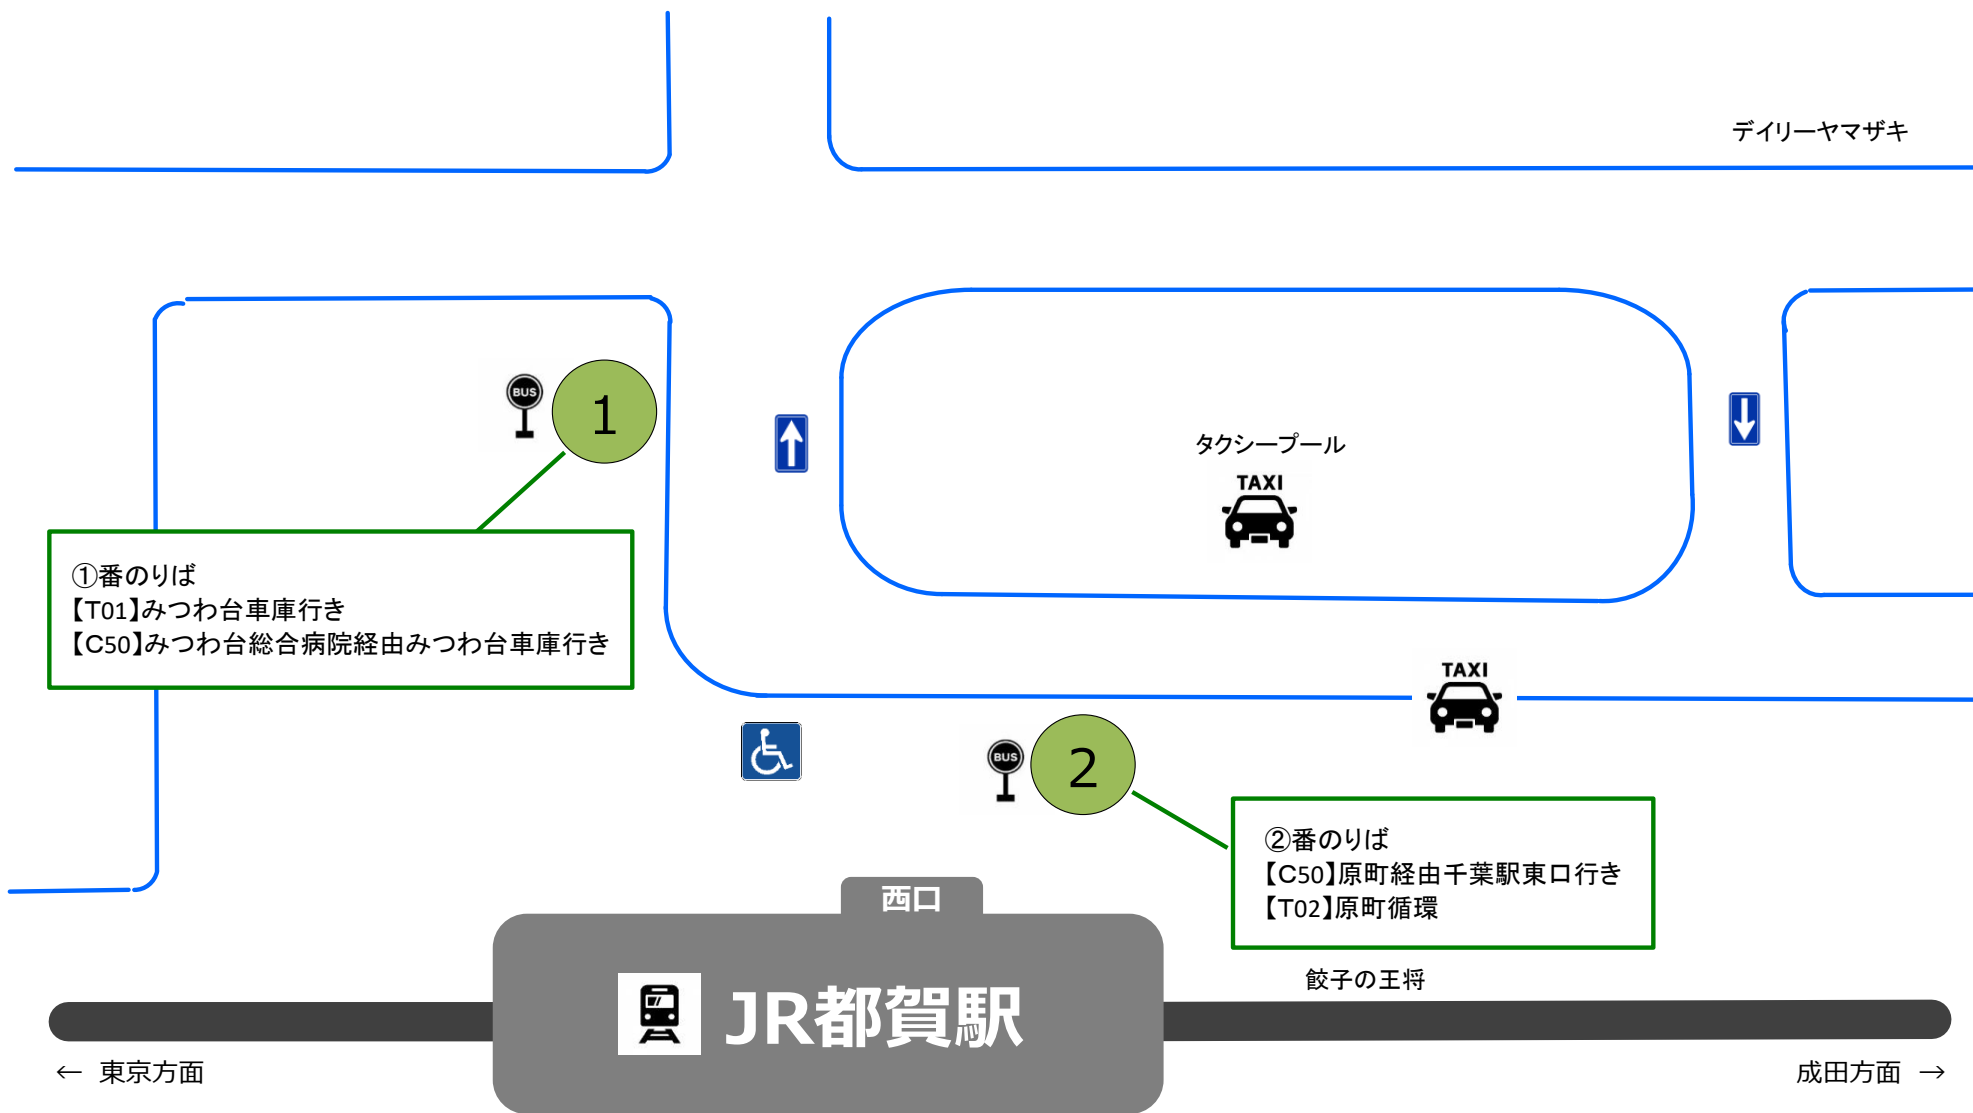 デイリーヤマザキ
BUS
1
タクシープール
TAXI
①番のりば
【T01】みつわ台車庫行き
【C50】みつわ台総合病院経由みつわ台車庫行き
TAXI
BUS
2
②番のりば
【C50】原町経由千葉駅東口行き
【T02】原町循環
西口
餃子の王将
JR都賀駅
← 東京方面
成田方面 →